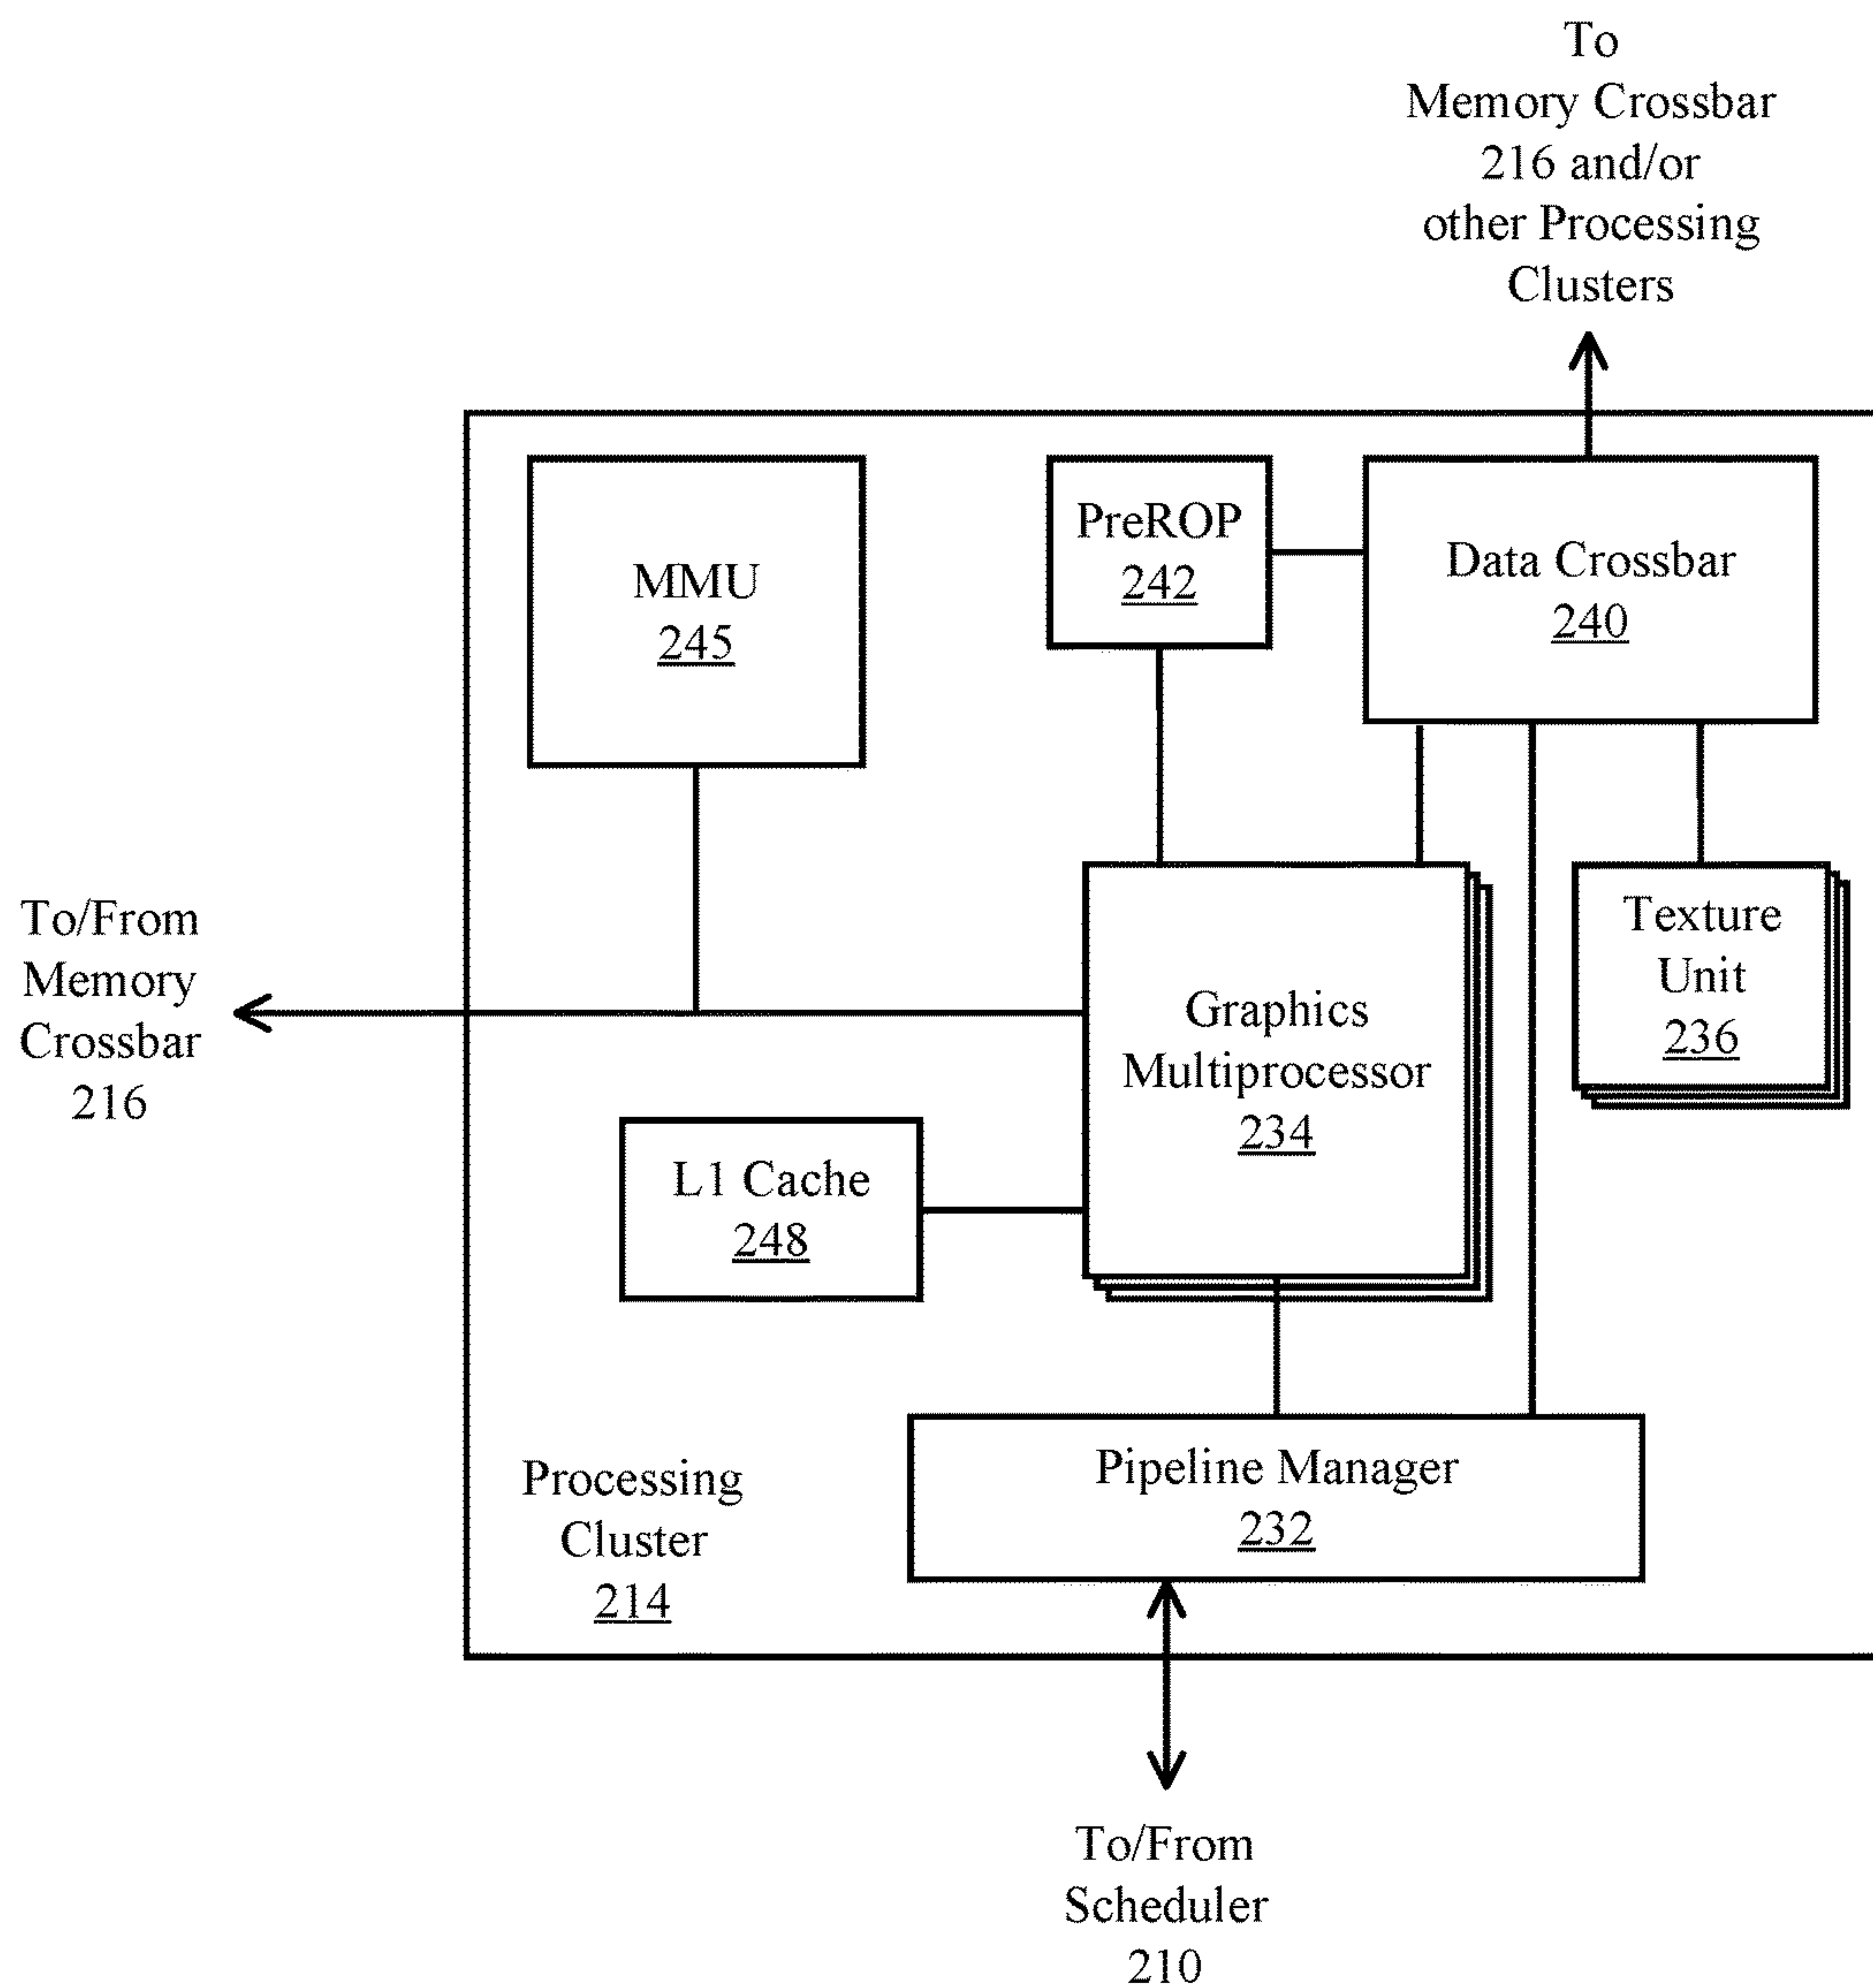 To
Memory Crossbar
216 and/or
other Processing
Clusters
MMU
245
PreROP
242
Data Crossbar
240
To/From
Memory
Crossbar
216
Graphics
Multiprocessor
234
Texture
Unit
236
L1 Cache
248
Processing
Cluster
214
Pipeline Manager
232
To/From
Scheduler
210